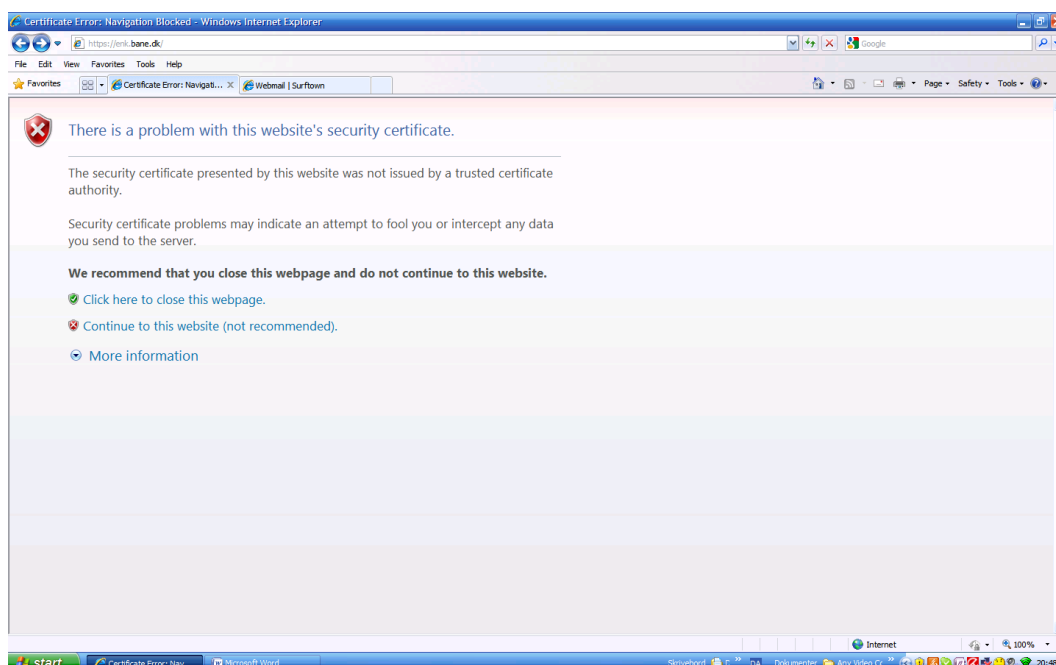 Certificate Error: Navigation Blocked - Windows Internet Explorer
https://enk.bane.dk/
Google
File Edit View Favorites Tools Help
Favorites Certificate Error: Navigati... Webmail | Surftown Page Safety Tools
There is a problem with this website's security certificate.
The security certificate presented by this website was not issued by a trusted certificate
authority.
Security certificate problems may indicate an attempt to fool you or intercept any data
you send to the server.
We recommend that you close this webpage and do not continue to this website.
Click here to close this webpage.
Continue to this website (not recommended).
More information
Internet 100%
start Certificate Error: Nav... Microsoft Word Skrivebord DA Dokumenter Any Video Cr 20:48